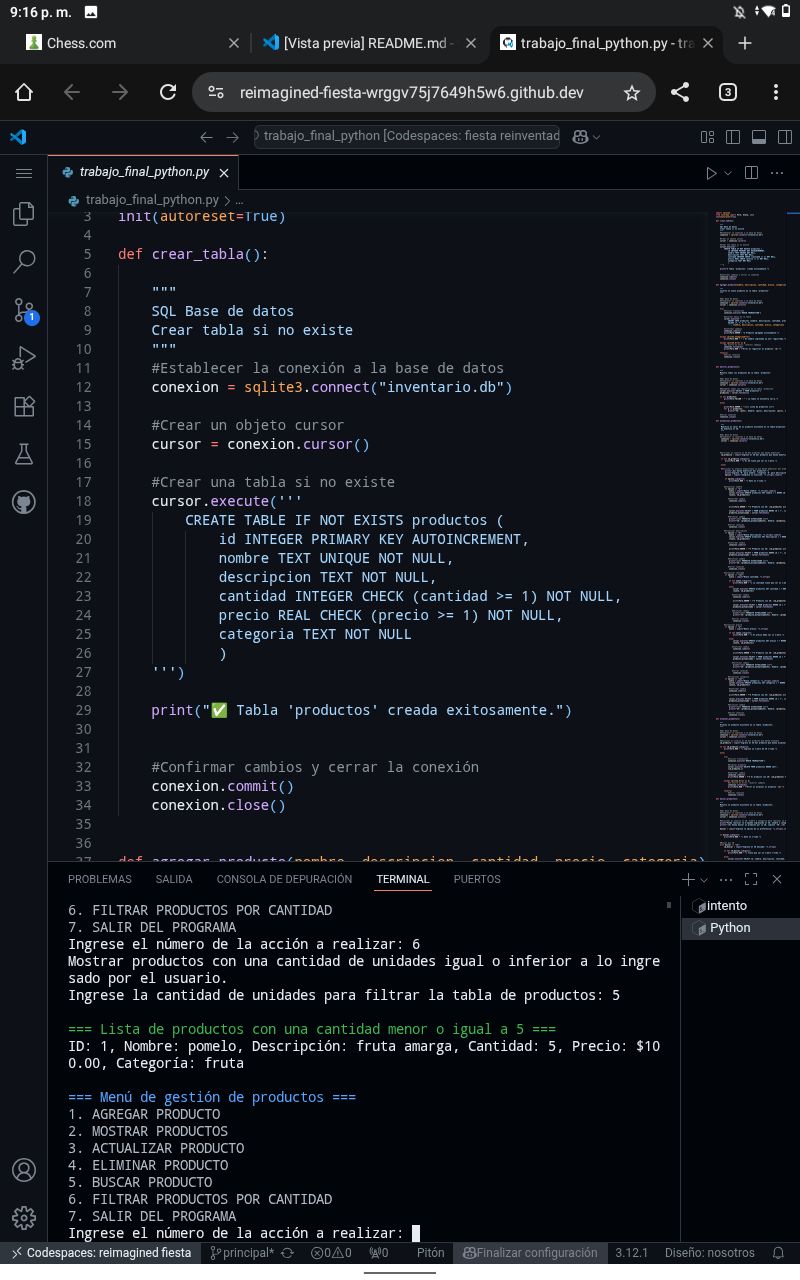 9:16 p. m.
Chess.com
[Vista previa] README.md -
trabajo_final_python.py - tra
reimagined-fiesta-wrggv75j7649h5w6.github.dev
3
trabajo_final_python [Codespaces: fiesta reinventad
trabajo_final_python.py
trabajo_final_python.py > ...
3 init(autoreset=True)
4
5 def crear_tabla():
6
7 """
8 SQL Base de datos
9 Crear tabla si no existe
10 """
11 #Establecer la conexión a la base de datos
12 conexion = sqlite3.connect("inventario.db")
13
14 #Crear un objeto cursor
15 cursor = conexion.cursor()
16
17 #Crear una tabla si no existe
18 cursor.execute('''
19 CREATE TABLE IF NOT EXISTS productos (
20 id INTEGER PRIMARY KEY AUTOINCREMENT,
21 nombre TEXT UNIQUE NOT NULL,
22 descripcion TEXT NOT NULL,
23 cantidad INTEGER CHECK (cantidad >= 1) NOT NULL,
24 precio REAL CHECK (precio >= 1) NOT NULL,
25 categoria TEXT NOT NULL
26 )
27 ''')
28
29 print("✅ Tabla 'productos' creada exitosamente.")
30
31
32 #Confirmar cambios y cerrar la conexión
33 conexion.commit()
34 conexion.close()
35
36
37 def agregar_producto(nombre, descripcion, cantidad, precio, categoria)
1
PROBLEMAS SALIDA CONSOLA DE DEPURACIÓN TERMINAL PUERTOS
intento
Python
6. FILTRAR PRODUCTOS POR CANTIDAD
7. SALIR DEL PROGRAMA
Ingrese el número de la acción a realizar: 6
Mostrar productos con una cantidad de unidades igual o inferior a lo ingre
sado por el usuario.
Ingrese la cantidad de unidades para filtrar la tabla de productos: 5
=== Lista de productos con una cantidad menor o igual a 5 ===
ID: 1, Nombre: pomelo, Descripción: fruta amarga, Cantidad: 5, Precio: $10
0.00, Categoría: fruta
=== Menú de gestión de productos ===
1. AGREGAR PRODUCTO
2. MOSTRAR PRODUCTOS
3. ACTUALIZAR PRODUCTO
4. ELIMINAR PRODUCTO
5. BUSCAR PRODUCTO
6. FILTRAR PRODUCTOS POR CANTIDAD
7. SALIR DEL PROGRAMA
Ingrese el número de la acción a realizar:
Codespaces: reimagined fiesta principal* 0 0 0 Pitón Finalizar configuración 3.12.1 Diseño: nosotros